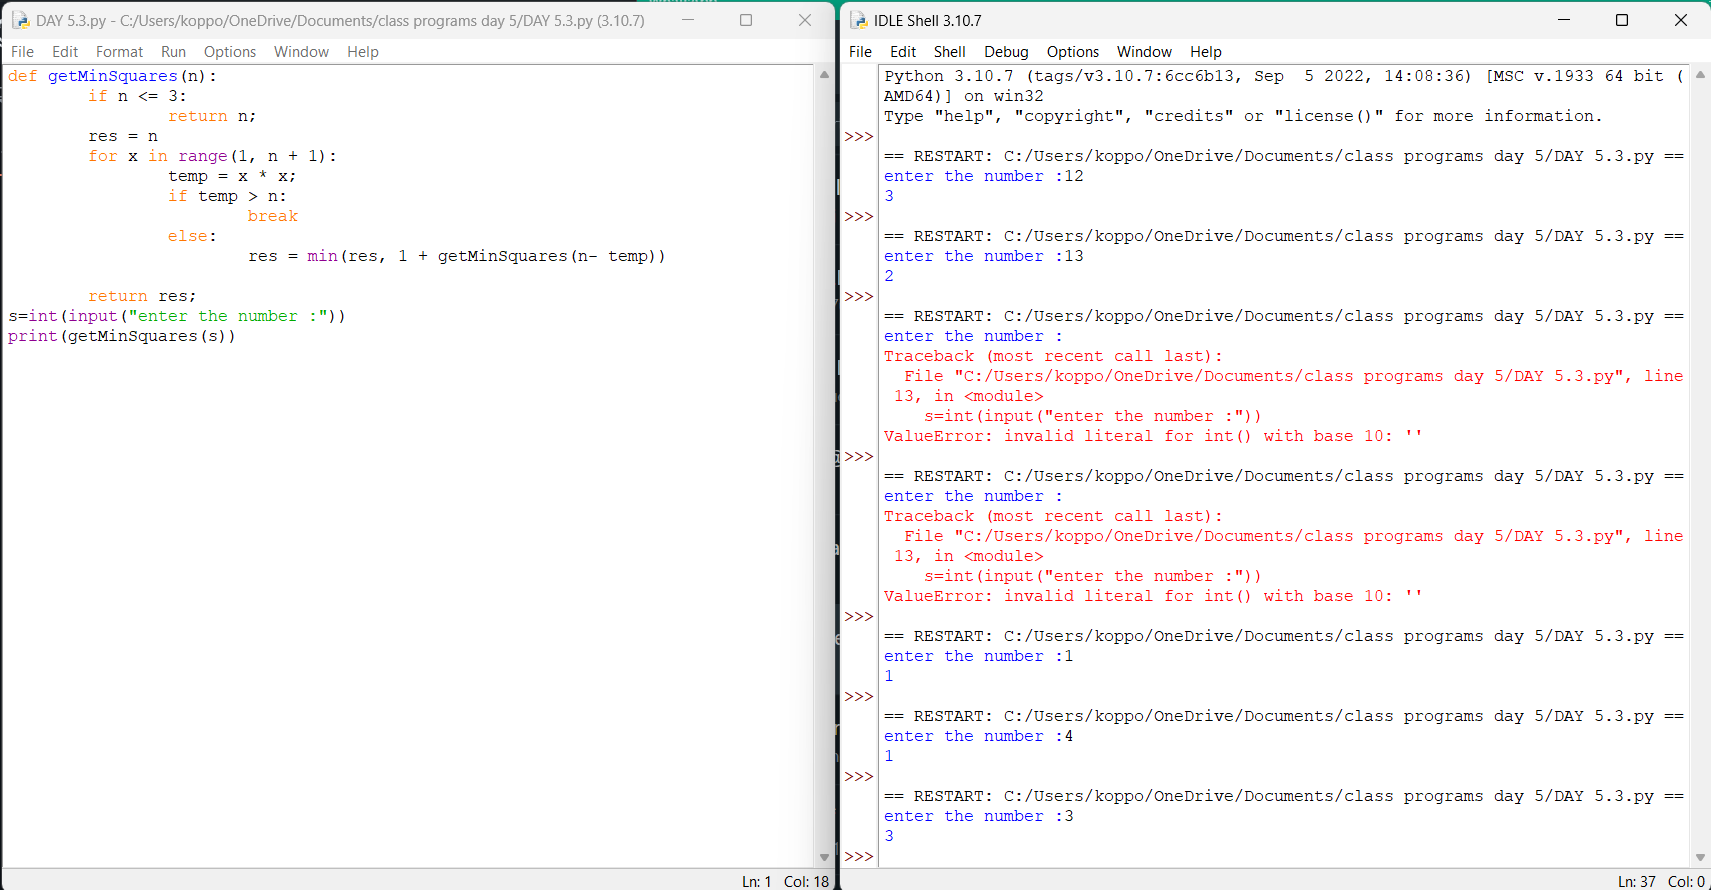 DAY 5.3.py - C:/Users/koppo/OneDrive/Documents/class programs day 5/DAY 5.3.py (3.10.7)
File Edit Format Run Options Window Help
def getMinSquares(n):
        if n <= 3:
                return n;
        res = n
        for x in range(1, n + 1):
                temp = x * x;
                if temp > n:
                        break
                else:
                        res = min(res, 1 + getMinSquares(n- temp))
        return res;
s=int(input("enter the number :"))
print(getMinSquares(s))
Ln: 1 Col: 18
IDLE Shell 3.10.7
File Edit Shell Debug Options Window Help
Python 3.10.7 (tags/v3.10.7:6cc6b13, Sep  5 2022, 14:08:36) [MSC v.1933 64 bit (
AMD64)] on win32
Type "help", "copyright", "credits" or "license()" for more information.
>>>
== RESTART: C:/Users/koppo/OneDrive/Documents/class programs day 5/DAY 5.3.py ==
enter the number :12
3
>>>
== RESTART: C:/Users/koppo/OneDrive/Documents/class programs day 5/DAY 5.3.py ==
enter the number :13
2
>>>
== RESTART: C:/Users/koppo/OneDrive/Documents/class programs day 5/DAY 5.3.py ==
enter the number :
Traceback (most recent call last):
  File "C:/Users/koppo/OneDrive/Documents/class programs day 5/DAY 5.3.py", line
 13, in <module>
    s=int(input("enter the number :"))
ValueError: invalid literal for int() with base 10: ''
>>>
== RESTART: C:/Users/koppo/OneDrive/Documents/class programs day 5/DAY 5.3.py ==
enter the number :
Traceback (most recent call last):
  File "C:/Users/koppo/OneDrive/Documents/class programs day 5/DAY 5.3.py", line
 13, in <module>
    s=int(input("enter the number :"))
ValueError: invalid literal for int() with base 10: ''
>>>
== RESTART: C:/Users/koppo/OneDrive/Documents/class programs day 5/DAY 5.3.py ==
enter the number :1
1
>>>
== RESTART: C:/Users/koppo/OneDrive/Documents/class programs day 5/DAY 5.3.py ==
enter the number :4
1
>>>
== RESTART: C:/Users/koppo/OneDrive/Documents/class programs day 5/DAY 5.3.py ==
enter the number :3
3
>>>
Ln: 37 Col: 0